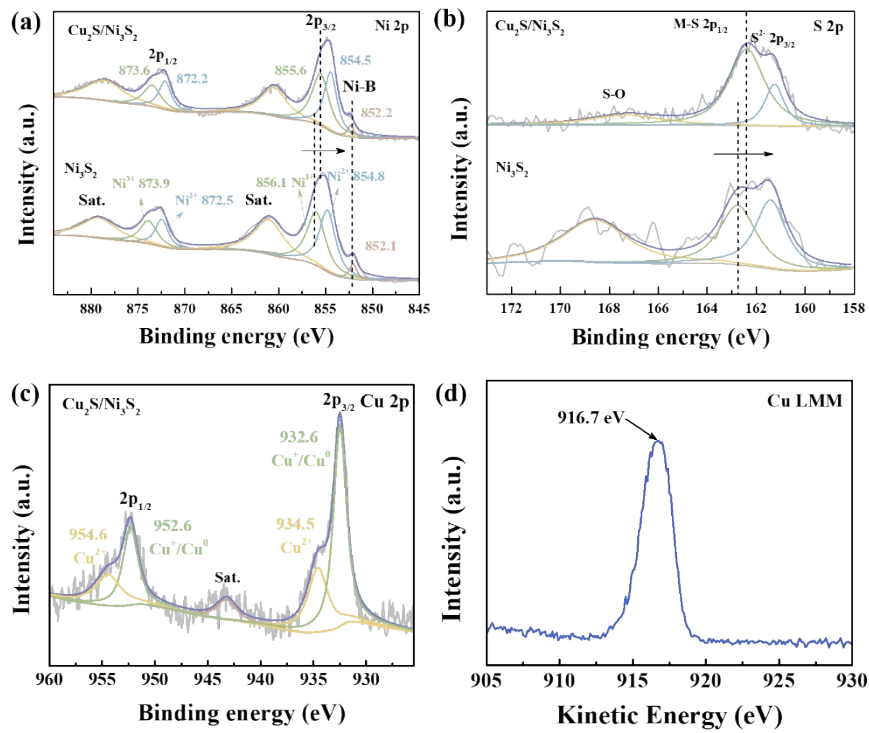 (a)
Cu₂S/Ni₃S₂
2p₃/₂
Ni 2p
2p₁/₂
873.6
872.2
855.6
854.5
Ni-B
852.2
Ni₃S₂
Sat.
Ni³⁺ 873.9
Ni²⁺ 872.5
Sat.
856.1 Ni³⁺
Ni²⁺ 854.8
852.1
880 875 870 865 860 855 850 845
Binding energy (eV)
Intensity (a.u.)
(b)
Cu₂S/Ni₃S₂
M-S 2p₁/₂
S²⁻ 2p₃/₂
S 2p
S-O
Ni₃S₂
173 170 168 166 164 162 160 158
Binding energy (eV)
Intensity (a.u.)
(c)
Cu₂S/Ni₃S₂
2p₃/₂ Cu 2p
932.6
Cu⁺/Cu⁰
2p₁/₂
954.6
Cu²⁺
952.6
Cu⁺/Cu⁰
934.5
Cu²⁺
Sat.
960 955 950 945 940 935 930
Binding energy (eV)
Intensity (a.u.)
(d)
Cu LMM
916.7 eV
905 910 915 920 925 930
Kinetic Energy (eV)
Intensity (a.u.)